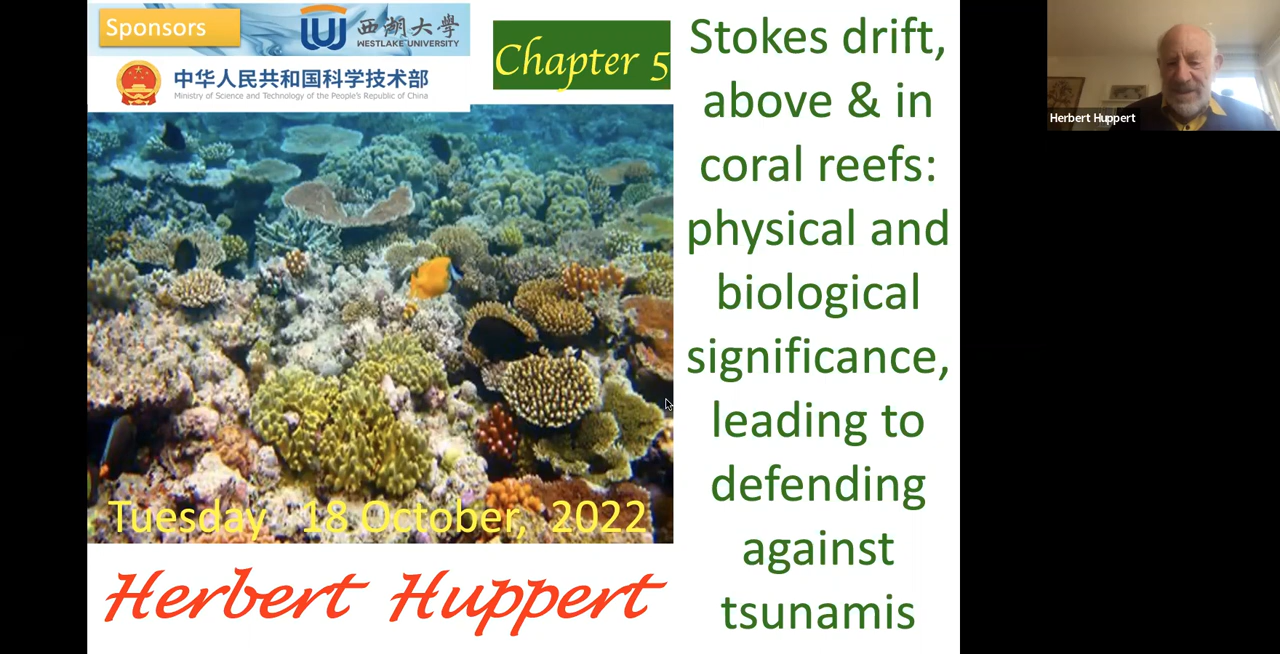 Sponsors
西湖大學
WESTLAKE UNIVERSITY
中华人民共和国科学技术部
Ministry of Science and Technology of the People's Republic of China
Chapter 5
Stokes drift,
above & in
coral reefs:
physical and
biological
significance,
leading to
defending
against
tsunamis
Tuesday, 18 October, 2022
Herbert Huppert
Herbert Huppert